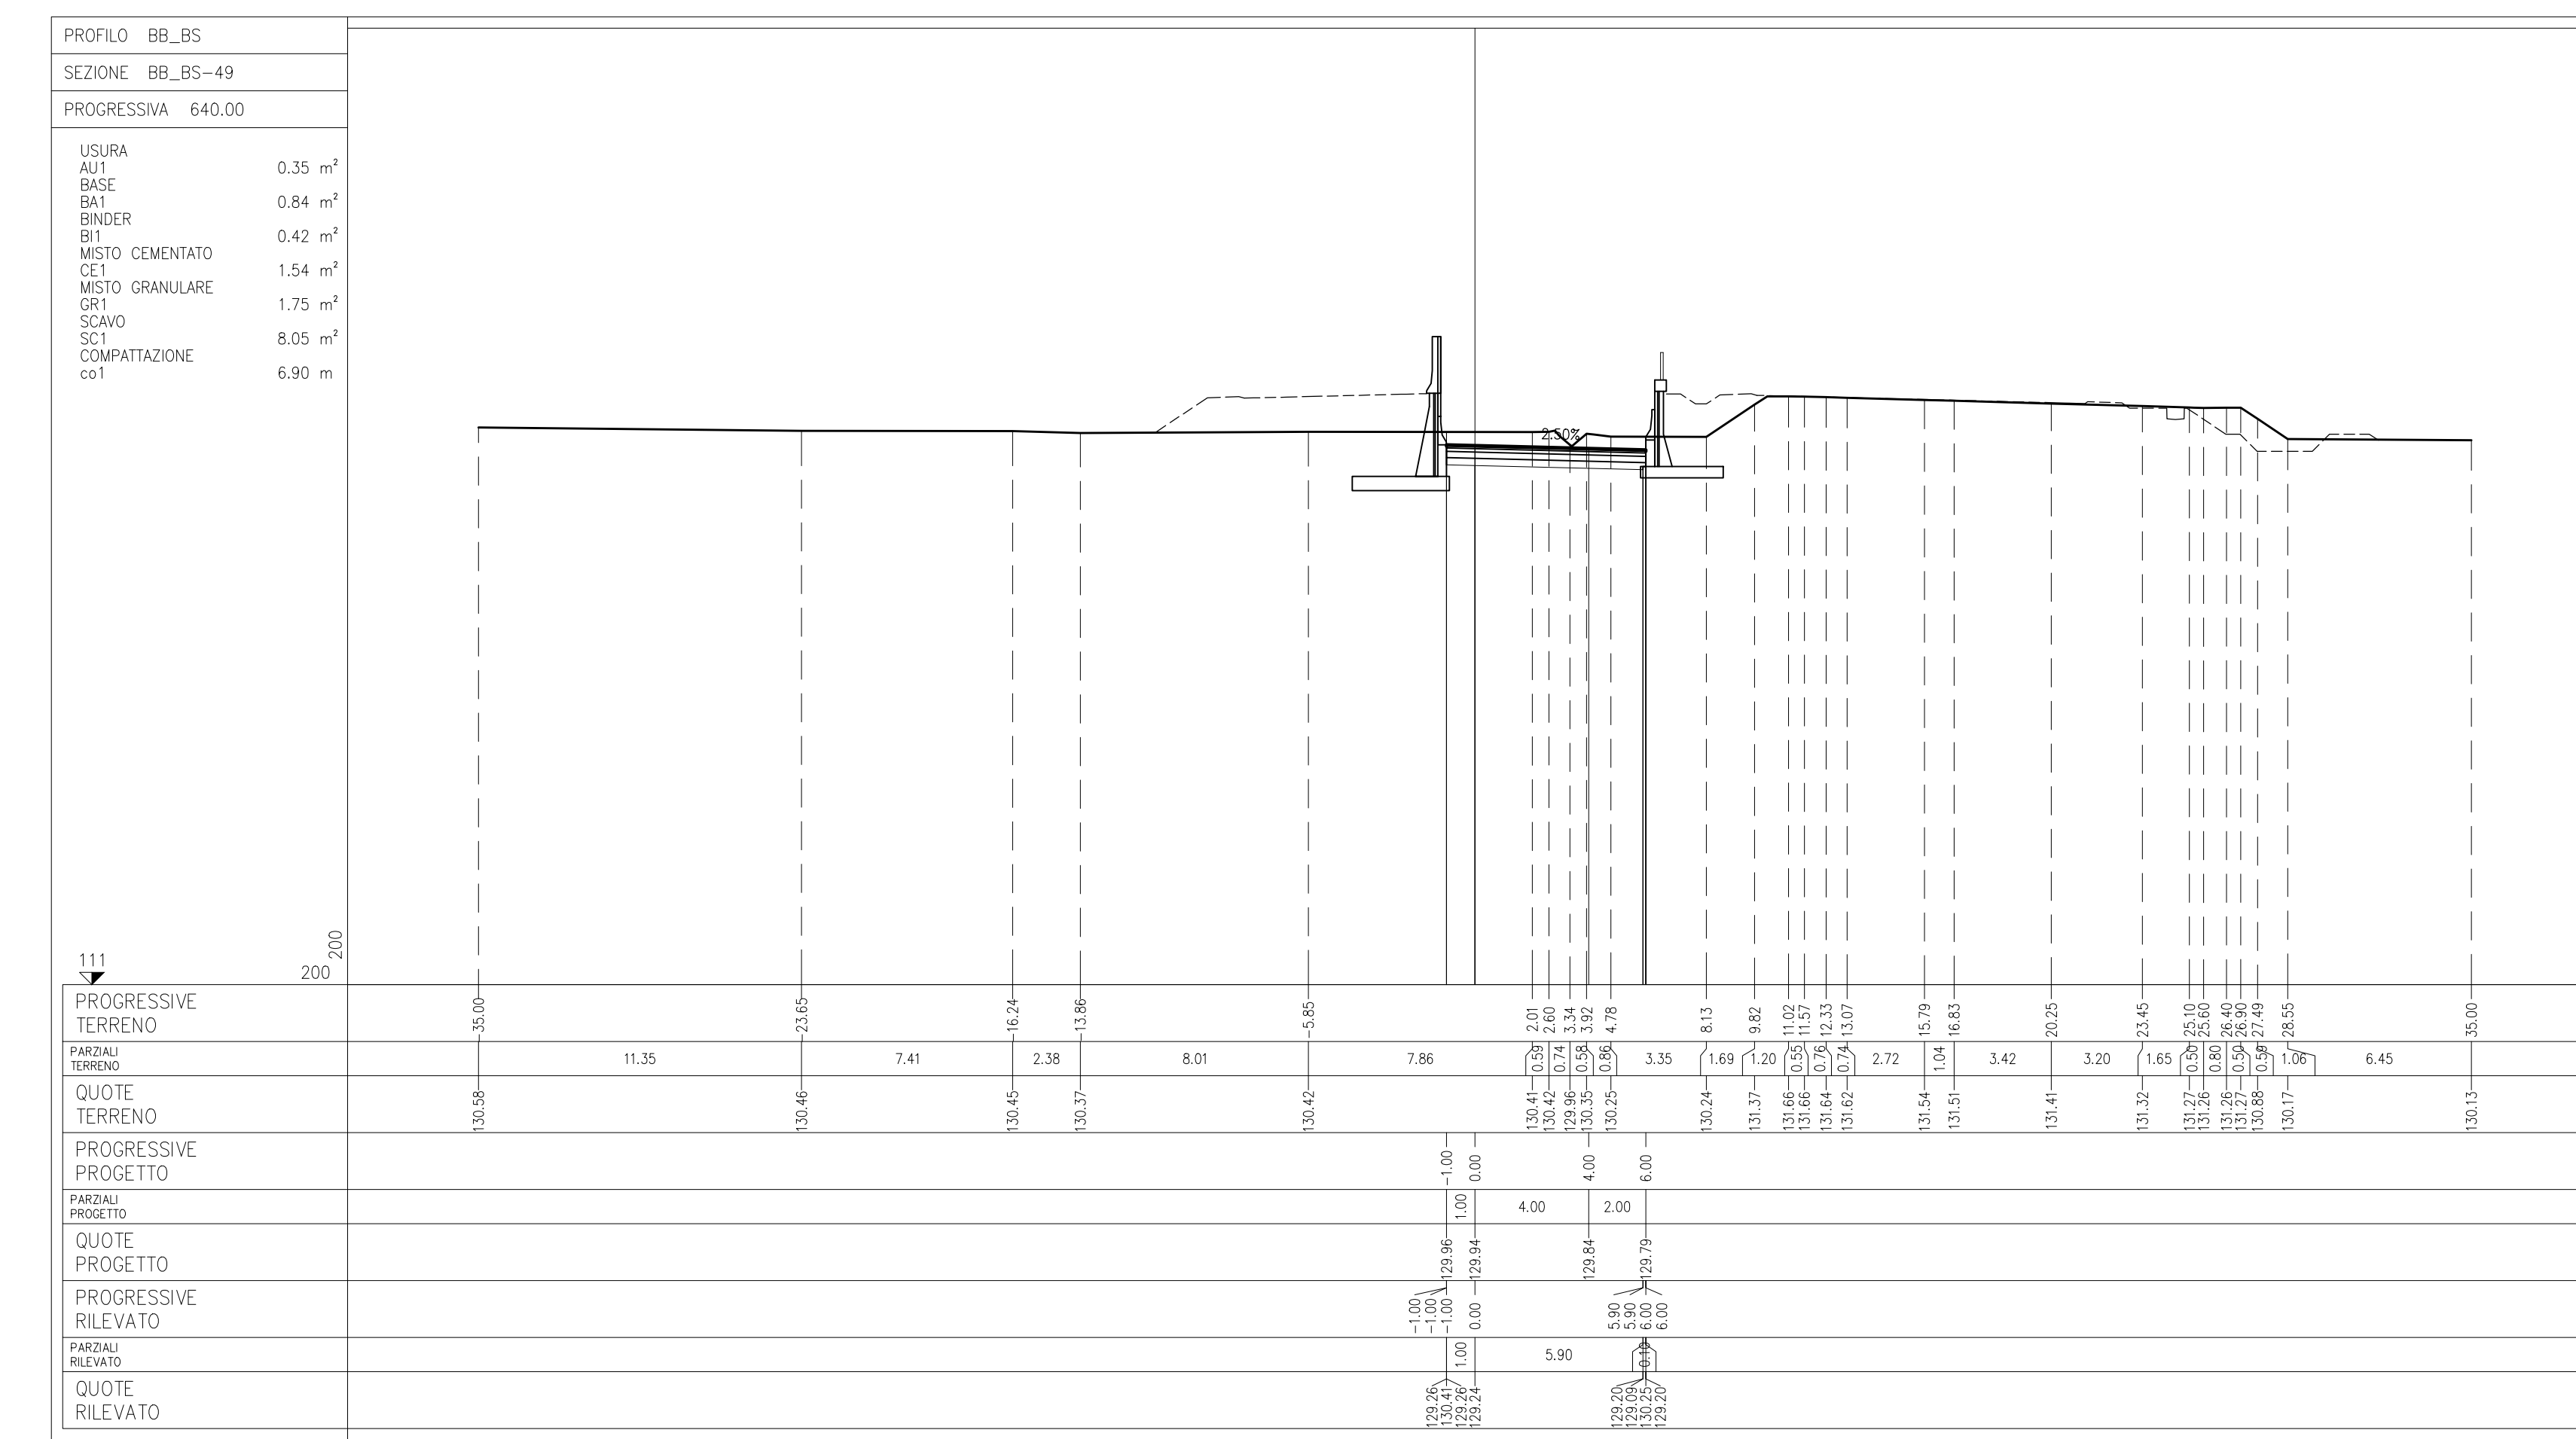 PROFILO BB_BS
SEZIONE BB_BS-49
PROGRESSIVA 640.00
USURA
AU1 0.35 m²
BASE
BA1 0.84 m²
BINDER
BI1 0.42 m²
MISTO CEMENTATO
CE1 1.54 m²
MISTO GRANULARE
GR1 1.75 m²
SCAVO
SC1 8.05 m²
COMPATTAZIONE
co1 6.90 m
2.50%
111
200
200
PROGRESSIVE
TERRENO
-35.00 -23.65 -16.24 -13.86 -5.85 2.01 2.60 3.34 3.92 4.78 8.13 9.82 11.02 11.57 12.33 13.07 15.79 16.83 20.25 23.45 25.10 25.60 26.40 26.90 27.49 28.55 35.00
PARZIALI
TERRENO
11.35 7.41 2.38 8.01 7.86 0.59 0.74 0.58 0.86 3.35 1.69 1.20 0.55 0.76 0.74 2.72 1.04 3.42 3.20 1.65 0.50 0.80 0.50 0.59 1.06 6.45
QUOTE
TERRENO
130.58 130.46 130.45 130.37 130.42 130.41 130.42 129.96 130.35 130.25 130.24 131.37 131.66 131.66 131.64 131.62 131.54 131.51 131.41 131.32 131.27 131.26 131.26 131.27 130.88 130.17 130.13
PROGRESSIVE
PROGETTO
-1.00 0.00 4.00 6.00
PARZIALI
PROGETTO
1.00 4.00 2.00
QUOTE
PROGETTO
129.96 129.94 129.84 129.79
PROGRESSIVE
RILEVATO
-1.00 -1.00 -1.00 0.00 5.90 5.90 6.00 6.00
PARZIALI
RILEVATO
1.00 5.90 0.10
QUOTE
RILEVATO
129.26 130.41 129.26 129.24 129.20 129.09 130.25 129.20